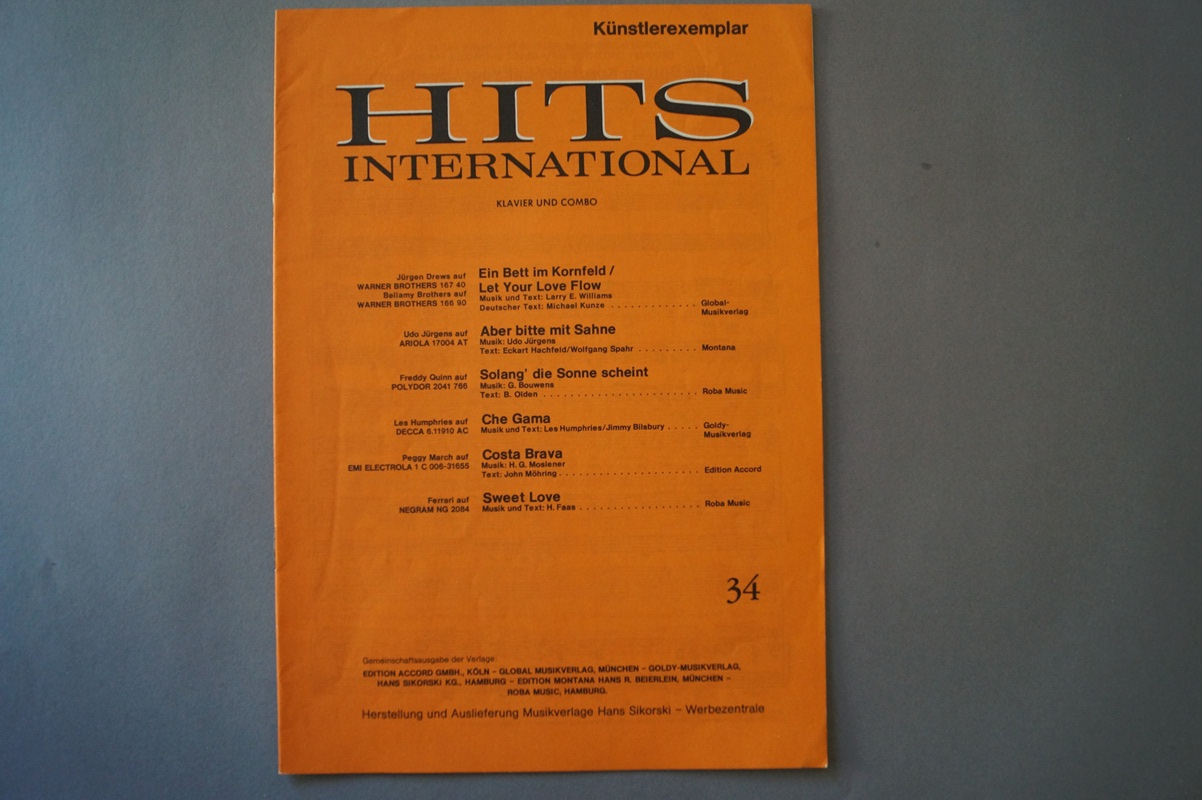 Künstlerexemplar
HITS
INTERNATIONAL
KLAVIER UND COMBO
Jürgen Drews auf
WARNER BROTHERS 167 40
Bellamy Brothers auf
WARNER BROTHERS 166 90
Ein Bett im Kornfeld /
Let Your Love Flow
Musik und Text: Larry E. Williams
Deutscher Text: Michael Kunze . . . . . . . . . . . . . Global-
Musikverlag
Udo Jürgens auf
ARIOLA 17004 AT
Aber bitte mit Sahne
Musik: Udo Jürgens
Text: Eckart Hachfeld/Wolfgang Spahr . . . . . . . . . Montana
Freddy Quinn auf
POLYDOR 2041 766
Solang' die Sonne scheint
Musik: G. Bouwens
Text: B. Olden . . . . . . . . . . . . . . . . . . . . . . . Roba Music
Les Humphries auf
DECCA 6.11910 AC
Che Gama
Musik und Text: Les Humphries/Jimmy Bilsbury . . . . . Goldy-
Musikverlag
Peggy March auf
EMI ELECTROLA 1 C 006-31655
Costa Brava
Musik: H. G. Moslener
Text: John Möhring . . . . . . . . . . . . . . . . . . . . . Edition Accord
Ferrari auf
NEGRAM NG 2084
Sweet Love
Musik und Text: H. Faas . . . . . . . . . . . . . . . . . . Roba Music
34
Gemeinschaftsausgabe der Verlage:
EDITION ACCORD GMBH., KÖLN – GLOBAL MUSIKVERLAG, MÜNCHEN – GOLDY-MUSIKVERLAG,
HANS SIKORSKI KG., HAMBURG – EDITION MONTANA HANS R. BEIERLEIN, MÜNCHEN –
ROBA MUSIC, HAMBURG.
Herstellung und Auslieferung Musikverlage Hans Sikorski – Werbezentrale